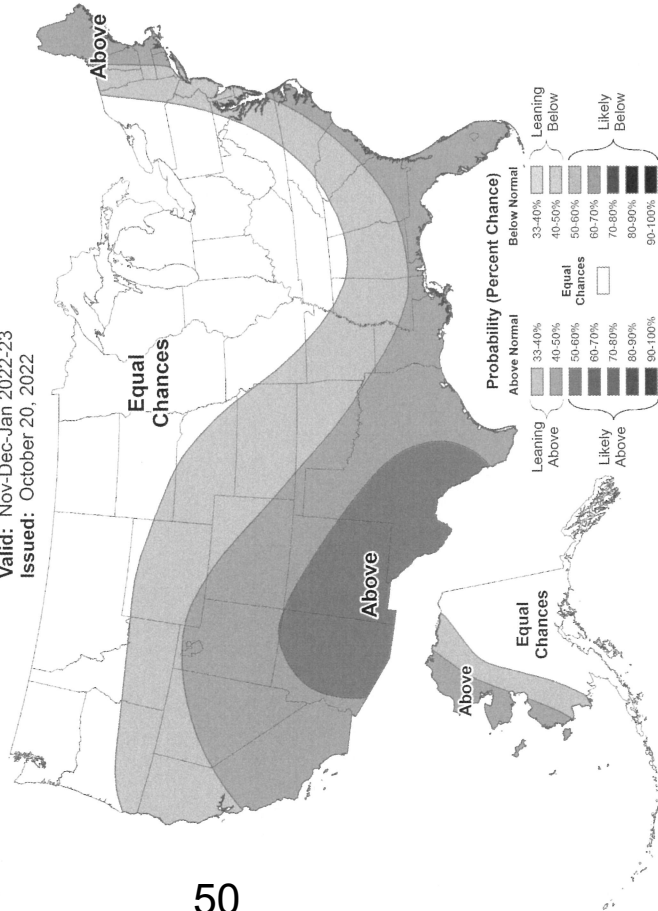 Valid: Nov-Dec-Jan 2022-23
Issued: October 20, 2022
Above
Equal
Chances
Above
Above
Equal
Chances
Probability (Percent Chance)
Above Normal
Below Normal
Equal
Chances
Leaning
Above
Likely
Above
33-40%
40-50%
50-60%
60-70%
70-80%
80-90%
90-100%
33-40%
40-50%
50-60%
60-70%
70-80%
80-90%
90-100%
Leaning
Below
Likely
Below
50